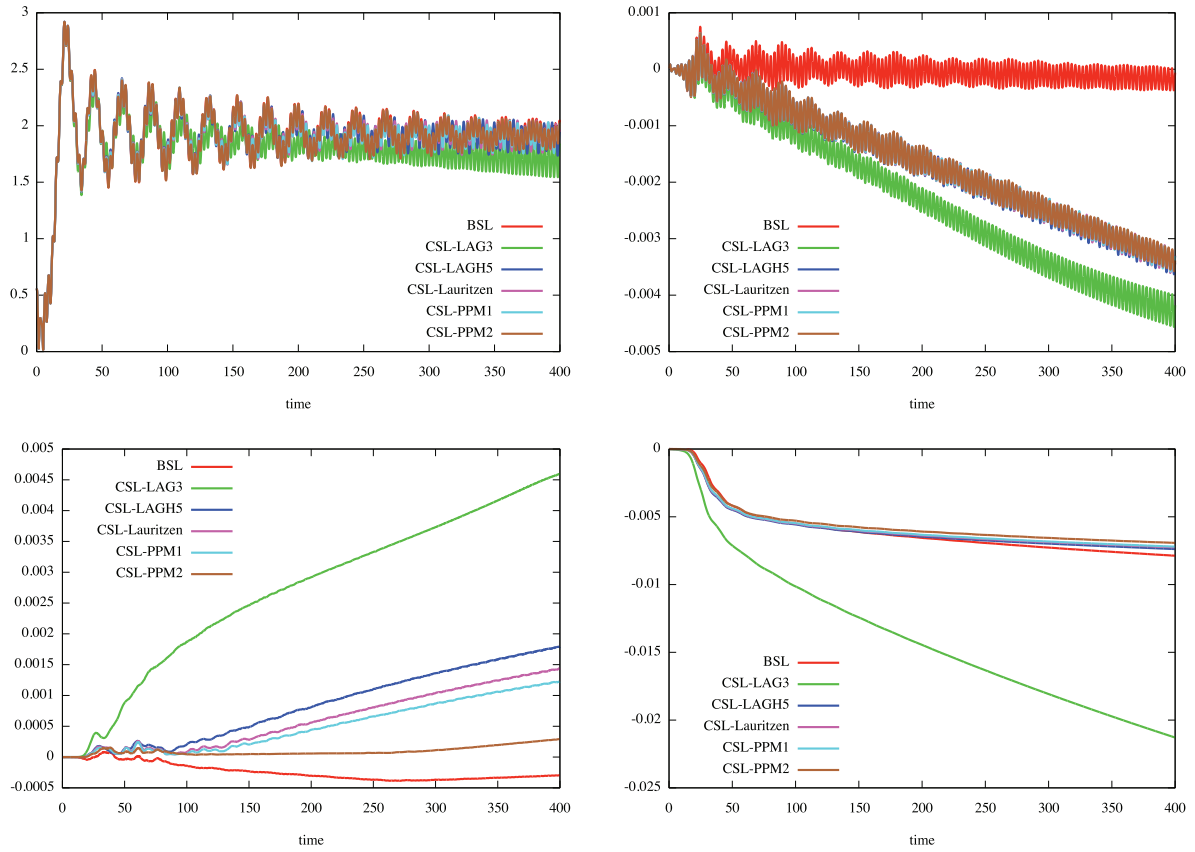 3
2.5
2
1.5
1
0.5
0
0 50 100 150 200 250 300 350 400
time
BSL
CSL-LAG3
CSL-LAGH5
CSL-Lauritzen
CSL-PPM1
CSL-PPM2
0.001
0
-0.001
-0.002
-0.003
-0.004
-0.005
0 50 100 150 200 250 300 350 400
time
BSL
CSL-LAG3
CSL-LAGH5
CSL-Lauritzen
CSL-PPM1
CSL-PPM2
0.005
0.0045
0.004
0.0035
0.003
0.0025
0.002
0.0015
0.001
0.0005
0
-0.0005
0 50 100 150 200 250 300 350 400
time
BSL
CSL-LAG3
CSL-LAGH5
CSL-Lauritzen
CSL-PPM1
CSL-PPM2
0
-0.005
-0.01
-0.015
-0.02
-0.025
0 50 100 150 200 250 300 350 400
time
BSL
CSL-LAG3
CSL-LAGH5
CSL-Lauritzen
CSL-PPM1
CSL-PPM2